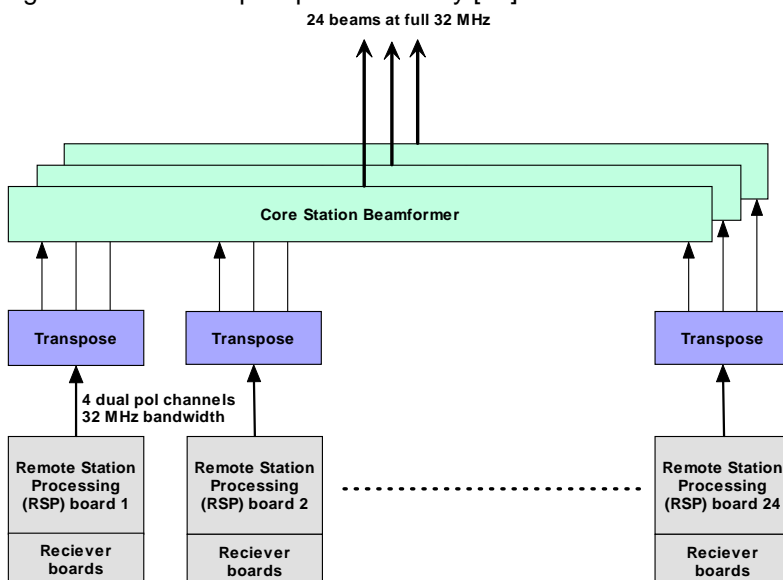 24 beams at full 32 MHz
Core Station Beamformer
Transpose
Transpose
Transpose
4 dual pol channels
32 MHz bandwidth
Remote Station
Processing
(RSP) board 1
Remote Station
Processing
(RSP) board 2
Remote Station
Processing
(RSP) board 24
Reciever
boards
Reciever
boards
Reciever
boards